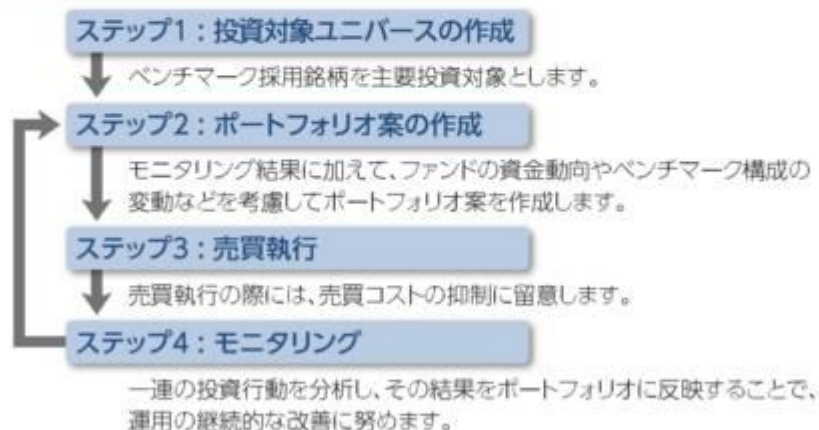 ステップ1：投資対象ユニバースの作成
ベンチマーク採用銘柄を主要投資対象とします。
ステップ2：ポートフォリオ案の作成
モニタリング結果に加えて、ファンドの資金動向やベンチマーク構成の
変動などを考慮してポートフォリオ案を作成します。
ステップ3：売買執行
売買執行の際には、売買コストの抑制に留意します。
ステップ4：モニタリング
一連の投資行動を分析し、その結果をポートフォリオに反映することで、
運用の継続的な改善に努めます。